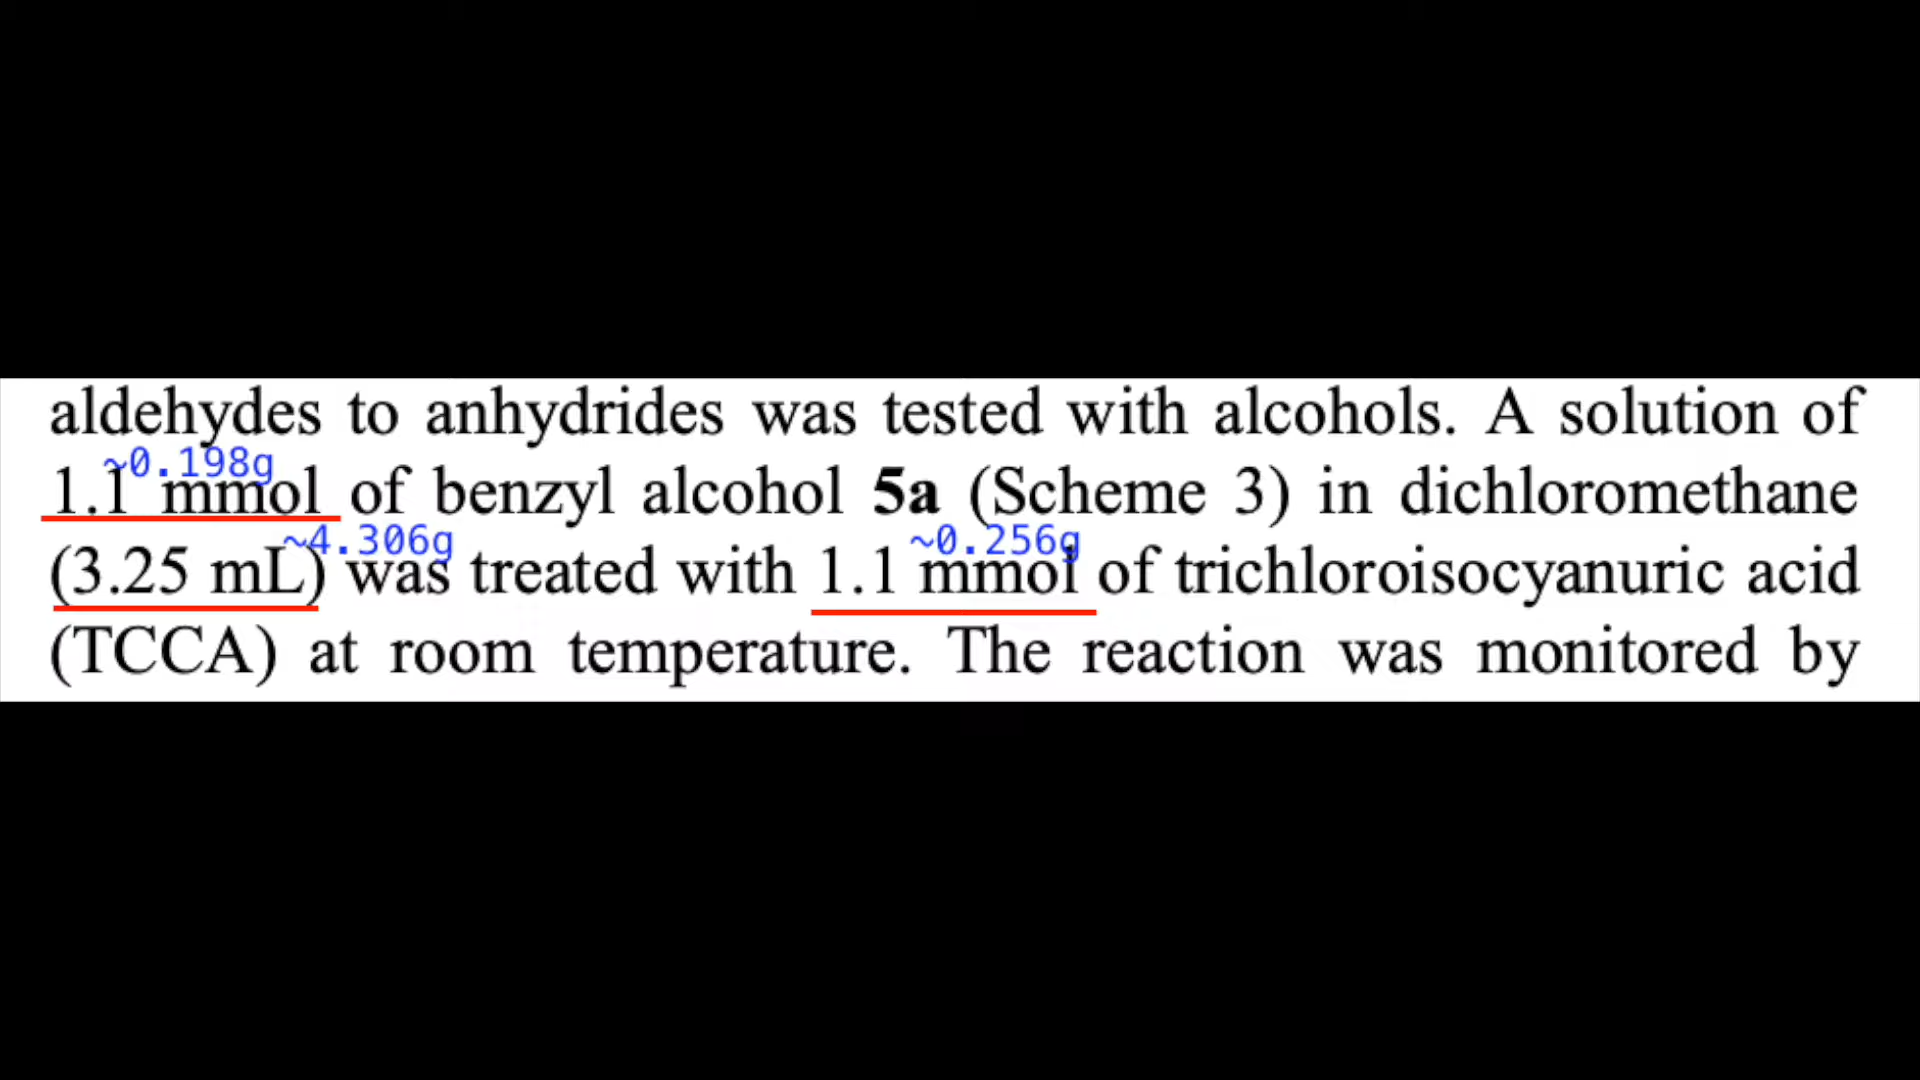 aldehydes to anhydrides was tested with alcohols. A solution of
~0.198g
1.1 mmol of benzyl alcohol 5a (Scheme 3) in dichloromethane
~4.306g ~0.256g
(3.25 mL) was treated with 1.1 mmol of trichloroisocyanuric acid
(TCCA) at room temperature. The reaction was monitored by